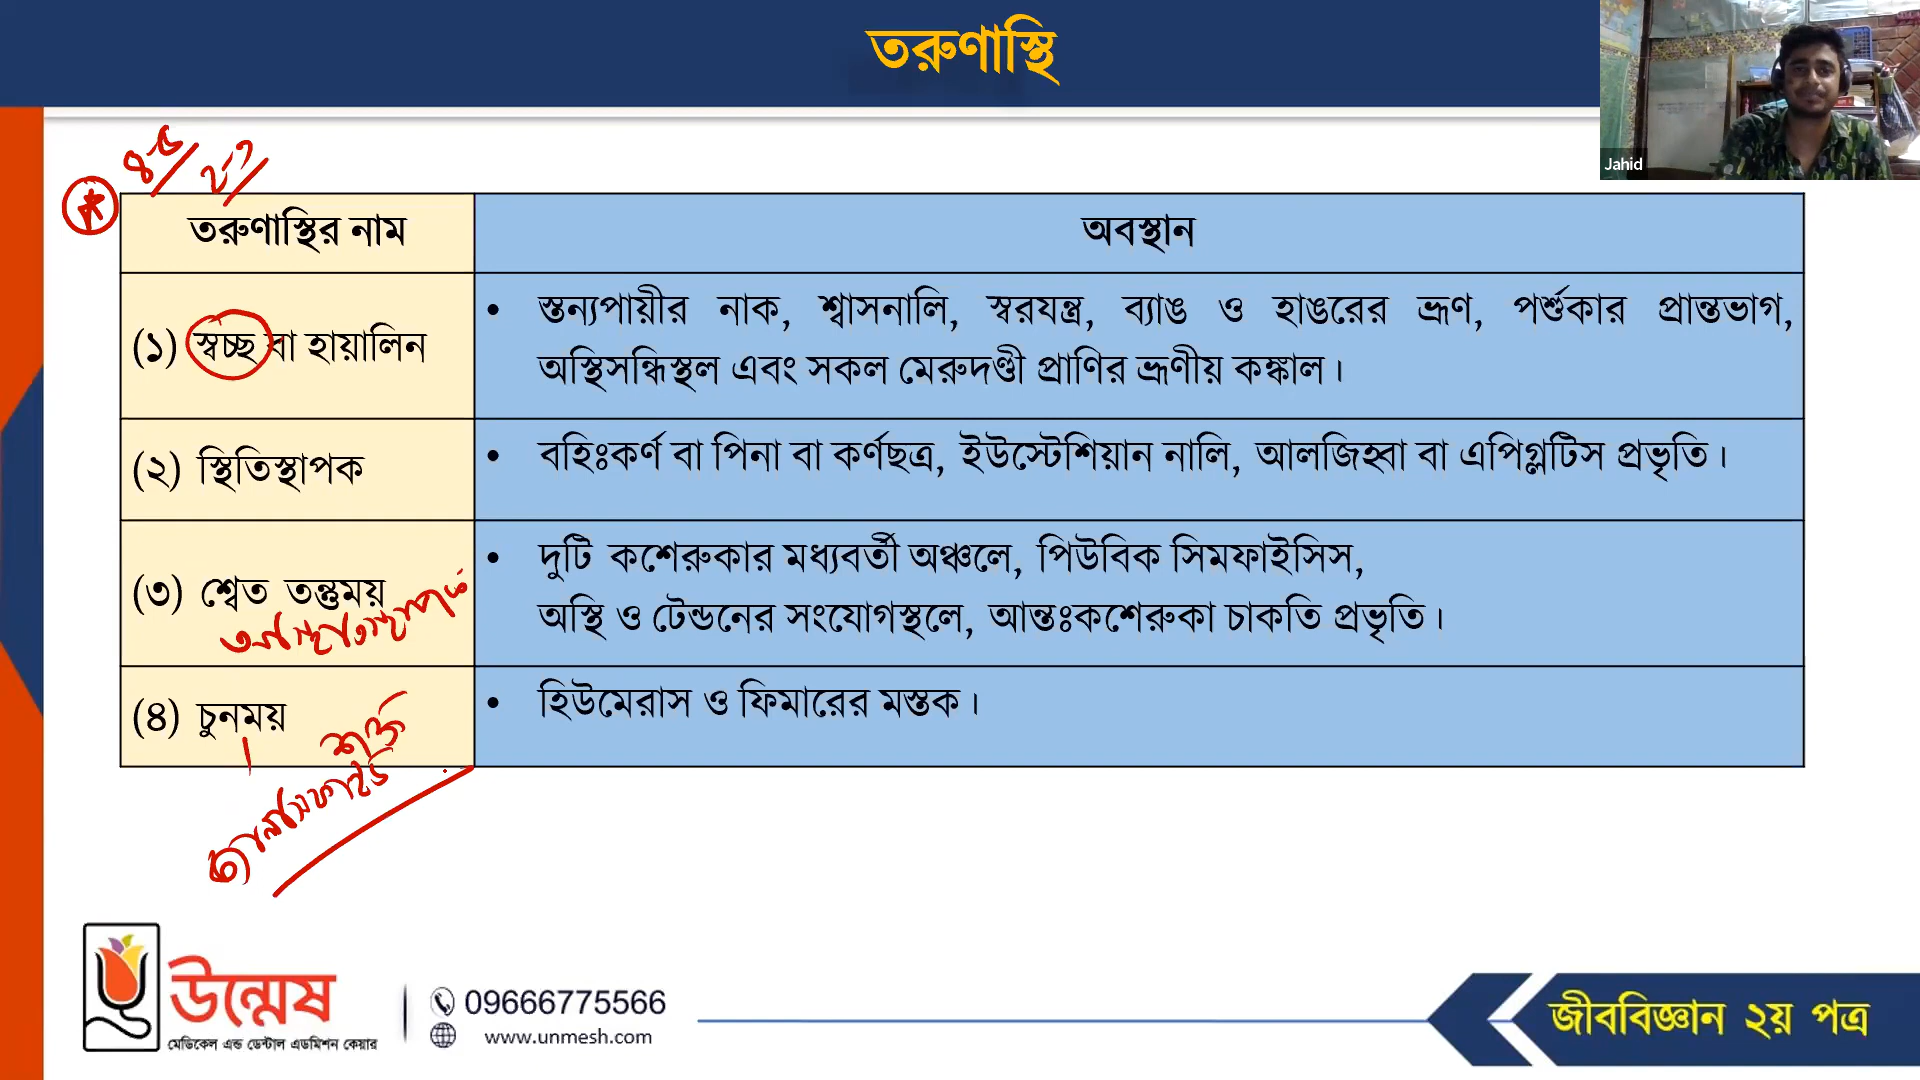 তরুণাস্থি
Jahid
তরুণাস্থির নাম
অবস্থান
(১) স্বচ্ছ বা হায়ালিন
• স্তন্যপায়ীর নাক, শ্বাসনালি, স্বরযন্ত্র, ব্যাঙ ও হাঙরের ভ্রূণ, পর্শুকার প্রান্তভাগ,
অস্থিসন্ধিস্থল এবং সকল মেরুদণ্ডী প্রাণির ভ্রূণীয় কঙ্কাল।
(২) স্থিতিস্থাপক
• বহিঃকর্ণ বা পিনা বা কর্ণছত্র, ইউস্টেশিয়ান নালি, আলজিহ্বা বা এপিগ্লটিস প্রভৃতি।
(৩) শ্বেত তন্তুময়
• দুটি কশেরুকার মধ্যবর্তী অঞ্চলে, পিউবিক সিমফাইসিস,
অস্থি ও টেন্ডনের সংযোগস্থলে, আন্তঃকশেরুকা চাকতি প্রভৃতি।
(৪) চুনময়
• হিউমেরাস ও ফিমারের মস্তক।
শক্ত
উন্মেষ
মেডিকেল এন্ড ডেন্টাল এডমিশন কেয়ার
09666775566
www.unmesh.com
জীববিজ্ঞান ২য় পত্র